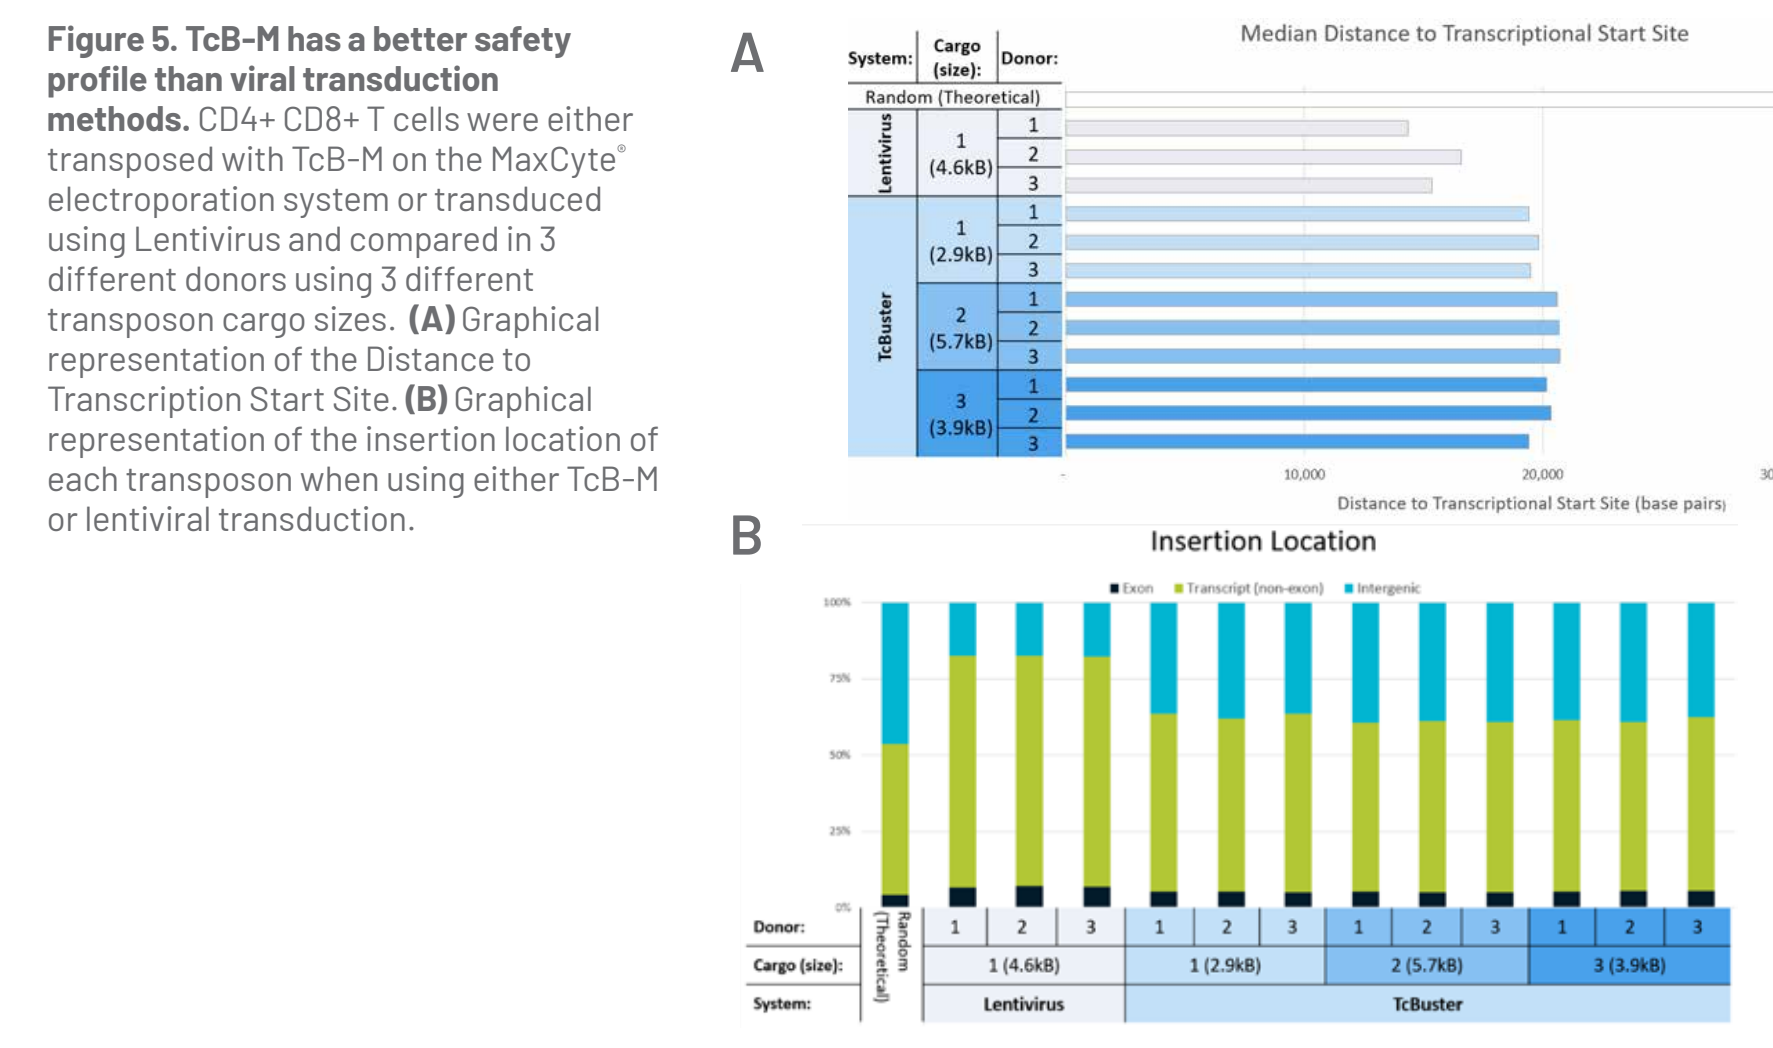 Figure 5. TcB-M has a better safety
profile than viral transduction
methods. CD4+ CD8+ T cells were either
transposed with TcB-M on the MaxCyte®
electroporation system or transduced
using Lentivirus and compared in 3
different donors using 3 different
transposon cargo sizes. (A) Graphical
representation of the Distance to
Transcription Start Site. (B) Graphical
representation of the insertion location of
each transposon when using either TcB-M
or lentiviral transduction.
A
Median Distance to Transcriptional Start Site
System: Cargo (size): Donor:
Random (Theoretical)
Lentivirus
1
(4.6kB)
1
2
3
TcBuster
1
(2.9kB)
1
2
3
2
(5.7kB)
1
2
3
3
(3.9kB)
1
2
3
- 10,000 20,000 30
Distance to Transcriptional Start Site (base pairs)
B
Insertion Location
Exon Transcript (non-exon) Intergenic
100%
75%
50%
25%
0%
Random
(Theoretical)
Donor: 1 2 3 1 2 3 1 2 3 1 2 3
Cargo (size): 1 (4.6kB) 1 (2.9kB) 2 (5.7kB) 3 (3.9kB)
System: Lentivirus TcBuster